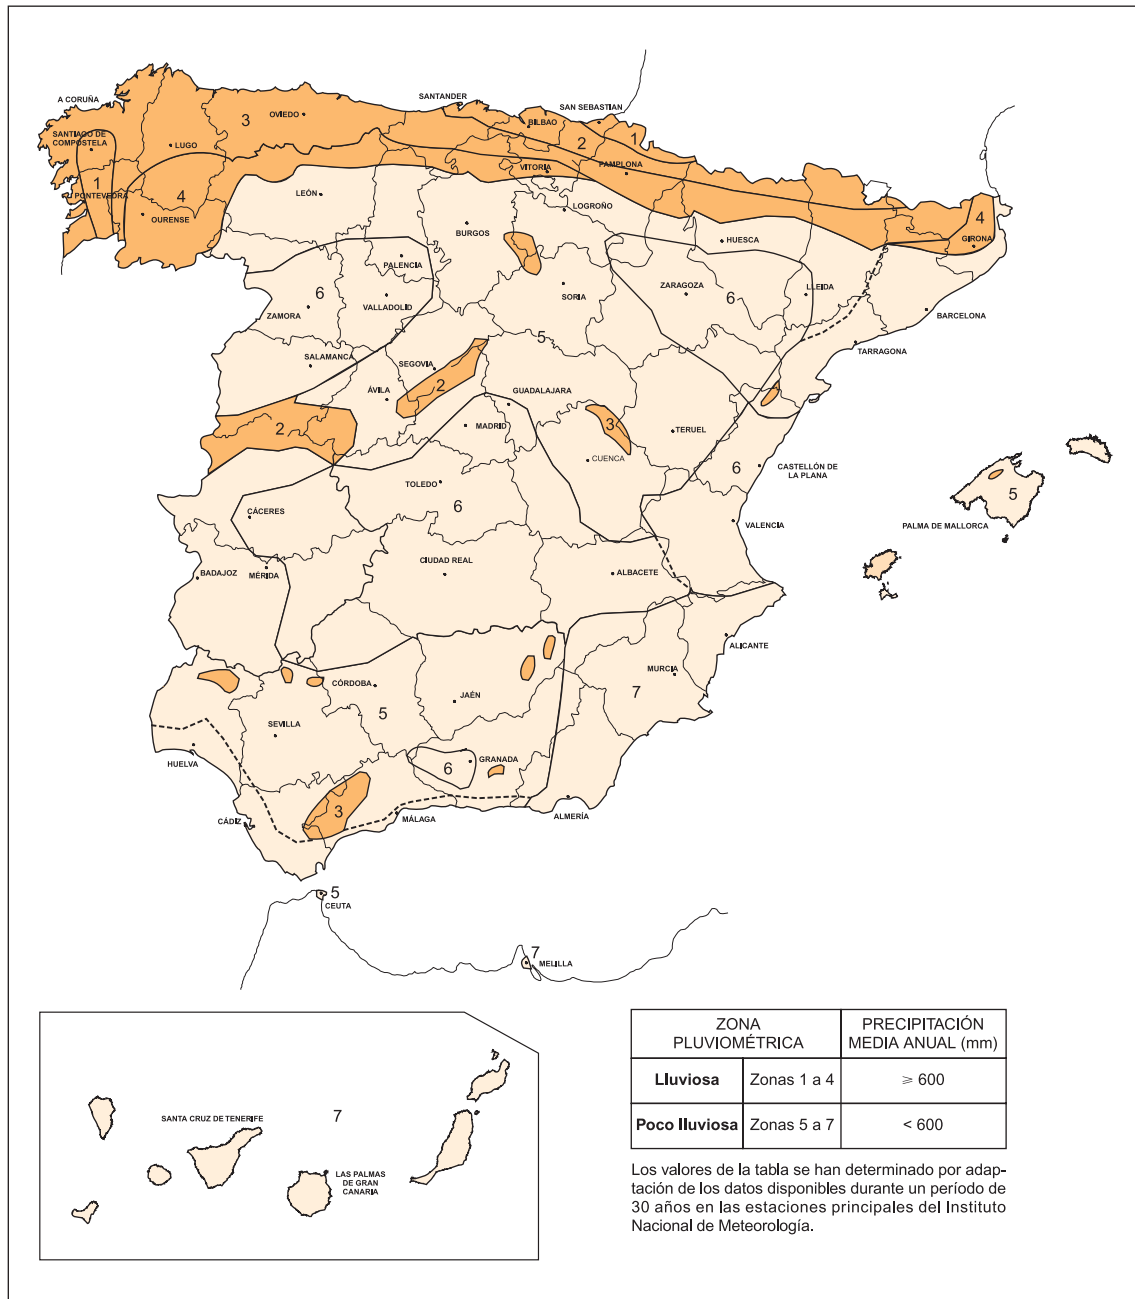 A CORUÑA
SANTANDER
SAN SEBASTIAN
3
OVIEDO
BILBAO
SANTIAGO DE
COMPOSTELA
LUGO
2
1
VITORIA
PAMPLONA
1
PONTEVEDRA
4
OURENSE
LEÓN
LOGROÑO
BURGOS
HUESCA
4
GIRONA
PALENCIA
6
ZAMORA
VALLADOLID
SORIA
ZARAGOZA
6
LLEIDA
BARCELONA
5
TARRAGONA
SALAMANCA
SEGOVIA
2
ÁVILA
GUADALAJARA
2
MADRID
3
TERUEL
CUENCA
6
CASTELLÓN DE
LA PLANA
5
TOLEDO
6
CÁCERES
VALENCIA
PALMA DE MALLORCA
BADAJOZ
MÉRIDA
CIUDAD REAL
ALBACETE
ALICANTE
MURCIA
7
CÓRDOBA
JAÉN
5
SEVILLA
HUELVA
6
GRANADA
3
CÁDIZ
MÁLAGA
ALMERÍA
5
CEUTA
7
MELILLA
SANTA CRUZ DE TENERIFE
7
LAS PALMAS
DE GRAN
CANARIA
ZONA
PLUVIOMÉTRICA
PRECIPITACIÓN
MEDIA ANUAL (mm)
Lluviosa Zonas 1 a 4 ⩾ 600
Poco lluviosa Zonas 5 a 7 < 600
Los valores de la tabla se han determinado por adap-
tación de los datos disponibles durante un período de
30 años en las estaciones principales del Instituto
Nacional de Meteorología.